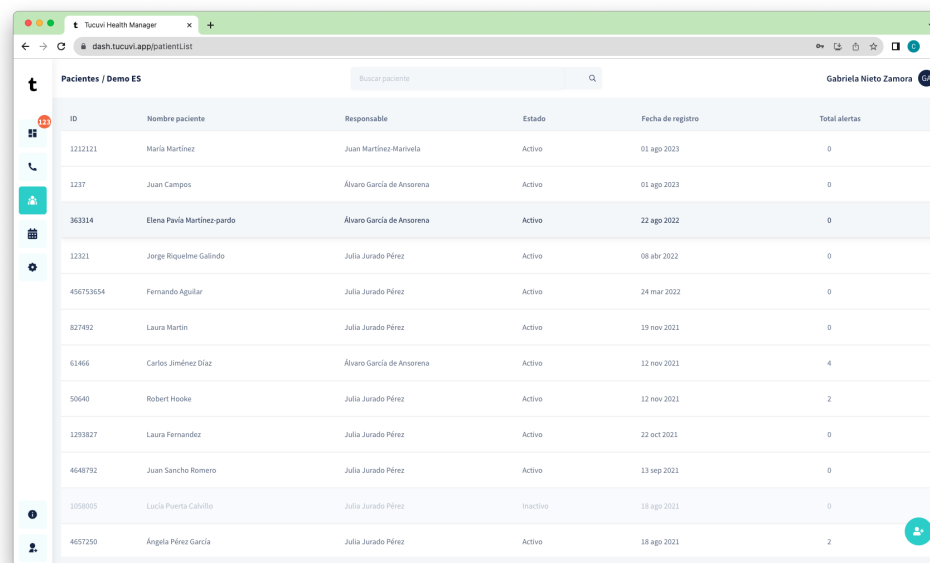 t Tucuvi Health Manager × +
dash.tucuvi.app/patientList C
t Pacientes / Demo ES Buscar paciente Gabriela Nieto Zamora GA
123
ID Nombre paciente Responsable Estado Fecha de registro Total alertas
1212121 María Martínez Juan Martínez-Marivela Activo 01 ago 2023 0
1237 Juan Campos Álvaro García de Ansorena Activo 01 ago 2023 0
363314 Elena Pavía Martínez-pardo Álvaro García de Ansorena Activo 22 ago 2022 0
12321 Jorge Riquelme Galindo Julia Jurado Pérez Activo 08 abr 2022 0
456753654 Fernando Aguilar Julia Jurado Pérez Activo 24 mar 2022 0
827492 Laura Martín Julia Jurado Pérez Activo 19 nov 2021 0
61466 Carlos Jiménez Díaz Álvaro García de Ansorena Activo 12 nov 2021 4
50640 Robert Hooke Julia Jurado Pérez Activo 12 nov 2021 2
1293827 Laura Fernandez Julia Jurado Pérez Activo 22 oct 2021 0
4648792 Juan Sancho Romero Julia Jurado Pérez Activo 13 sep 2021 0
1058005 Lucía Puerta Calvillo Julia Jurado Pérez Inactivo 18 ago 2021 0
4657250 Ángela Pérez García Julia Jurado Pérez Activo 18 ago 2021 2